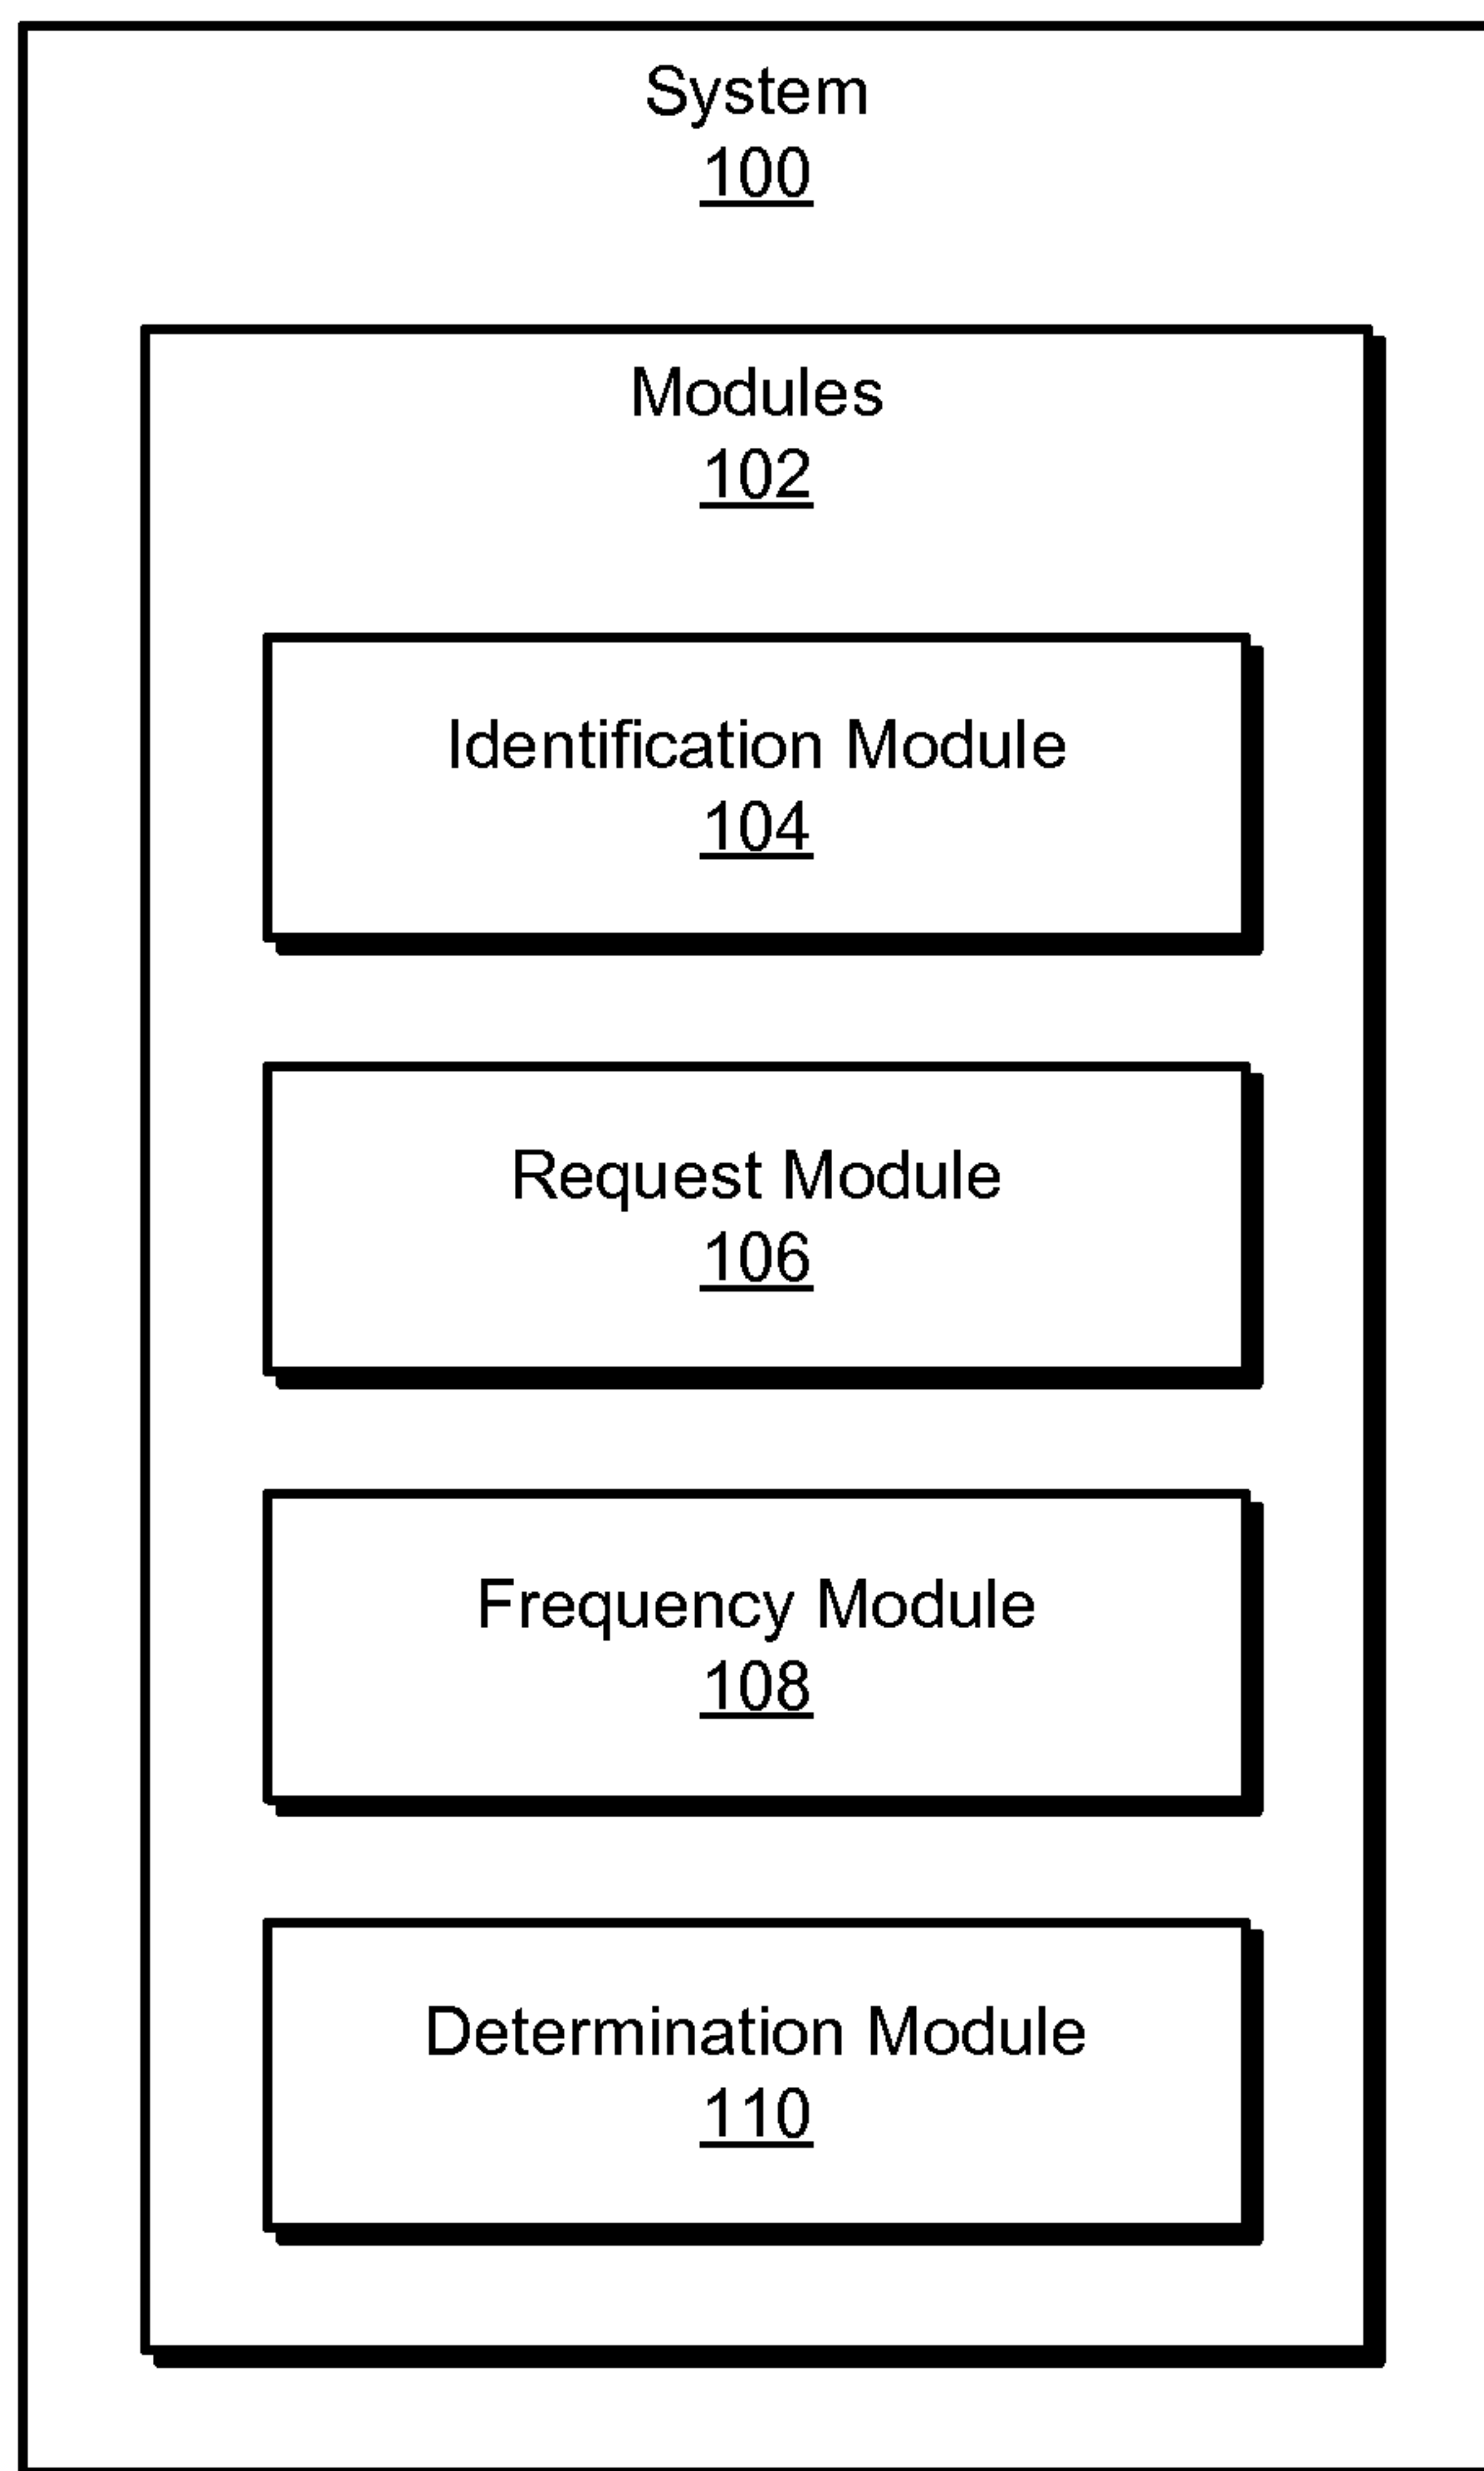 System
100
Modules
102
Identification Module
104
Request Module
106
Frequency Module
108
Determination Module
110